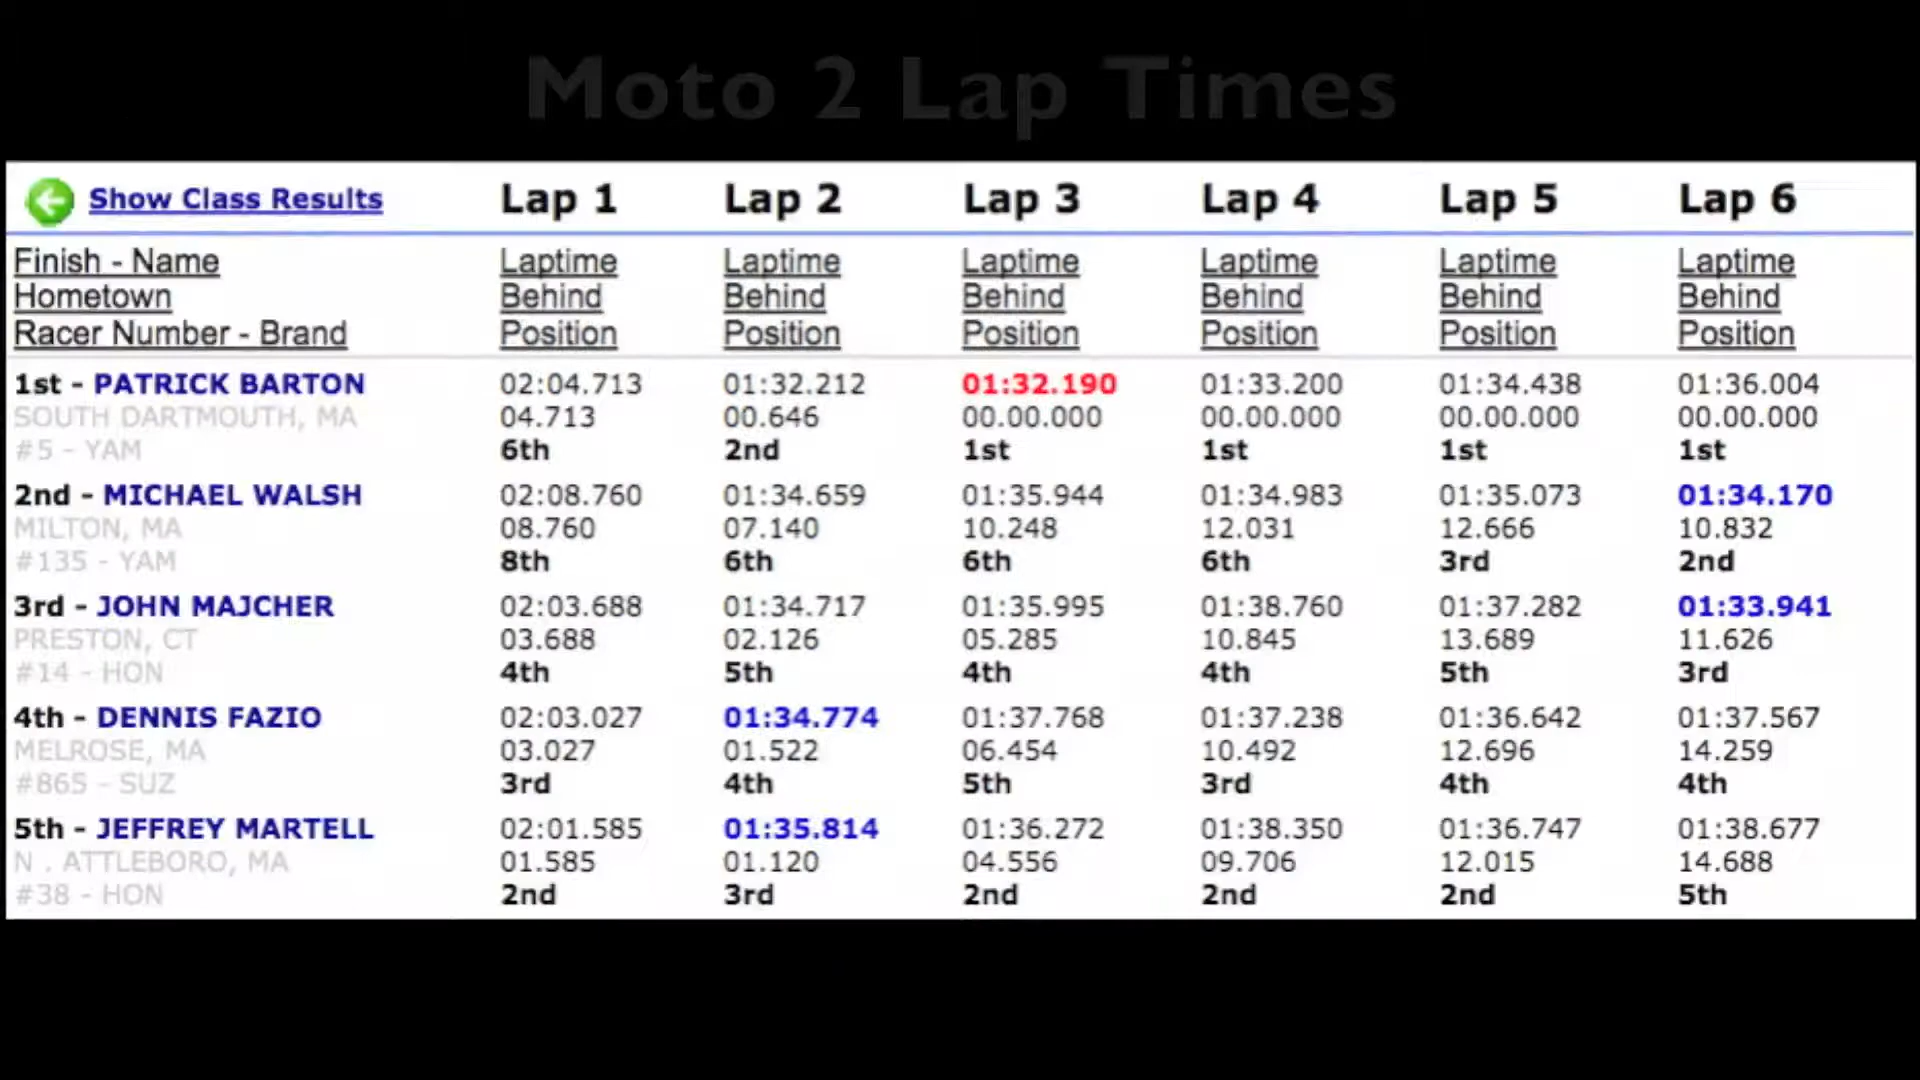 Moto 2 Lap Times
Show Class Results Lap 1 Lap 2 Lap 3 Lap 4 Lap 5 Lap 6
Finish - Name Laptime Laptime Laptime Laptime Laptime Laptime
Hometown Behind Behind Behind Behind Behind Behind
Racer Number - Brand Position Position Position Position Position Position
1st - PATRICK BARTON 02:04.713 01:32.212 01:32.190 01:33.200 01:34.438 01:36.004
SOUTH DARTMOUTH, MA 04.713 00.646 00.00.000 00.00.000 00.00.000 00.00.000
#5 - YAM 6th 2nd 1st 1st 1st 1st
2nd - MICHAEL WALSH 02:08.760 01:34.659 01:35.944 01:34.983 01:35.073 01:34.170
MILTON, MA 08.760 07.140 10.248 12.031 12.666 10.832
#135 - YAM 8th 6th 6th 6th 3rd 2nd
3rd - JOHN MAJCHER 02:03.688 01:34.717 01:35.995 01:38.760 01:37.282 01:33.941
PRESTON, CT 03.688 02.126 05.285 10.845 13.689 11.626
#14 - HON 4th 5th 4th 4th 5th 3rd
4th - DENNIS FAZIO 02:03.027 01:34.774 01:37.768 01:37.238 01:36.642 01:37.567
MELROSE, MA 03.027 01.522 06.454 10.492 12.696 14.259
#865 - SUZ 3rd 4th 5th 3rd 4th 4th
5th - JEFFREY MARTELL 02:01.585 01:35.814 01:36.272 01:38.350 01:36.747 01:38.677
N . ATTLEBORO, MA 01.585 01.120 04.556 09.706 12.015 14.688
#38 - HON 2nd 3rd 2nd 2nd 2nd 5th